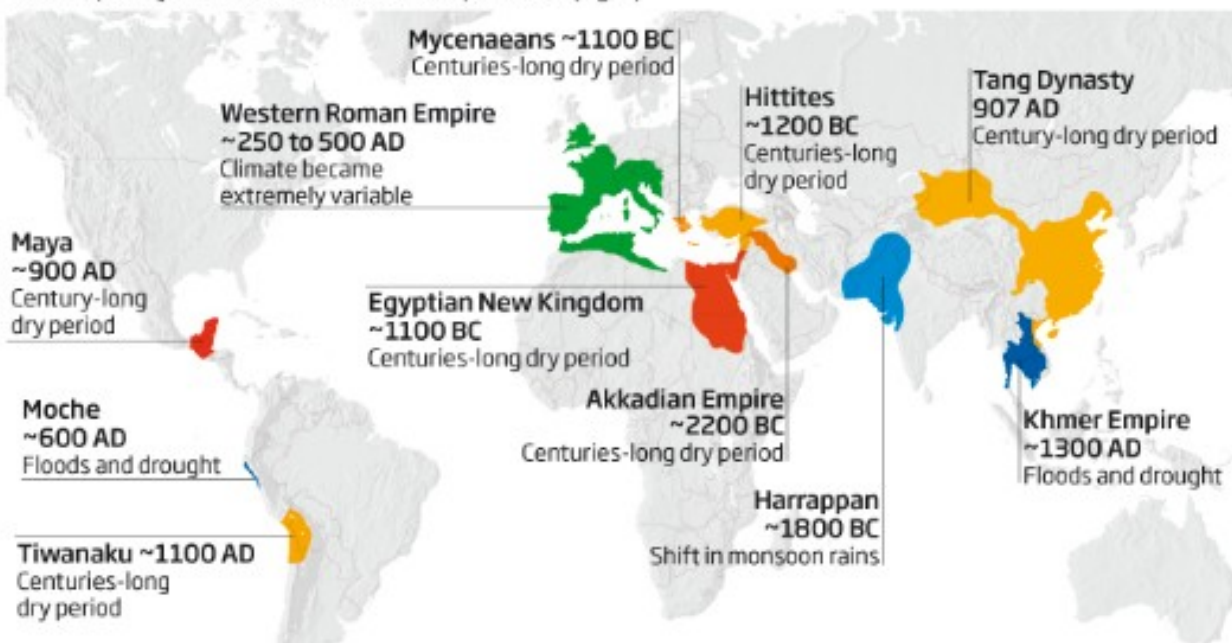 Mycenaeans ~1100 BC
Centuries-long dry period
Western Roman Empire
~250 to 500 AD
Climate became
extremely variable
Hittites
~1200 BC
Centuries-long
dry period
Tang Dynasty
907 AD
Century-long dry period
Maya
~900 AD
Century-long
dry period
Egyptian New Kingdom
~1100 BC
Centuries-long dry period
Akkadian Empire
~2200 BC
Centuries-long dry period
Moche
~600 AD
Floods and drought
Khmer Empire
~1300 AD
Floods and drought
Harrappan
~1800 BC
Shift in monsoon rains
Tiwanaku ~1100 AD
Centuries-long
dry period